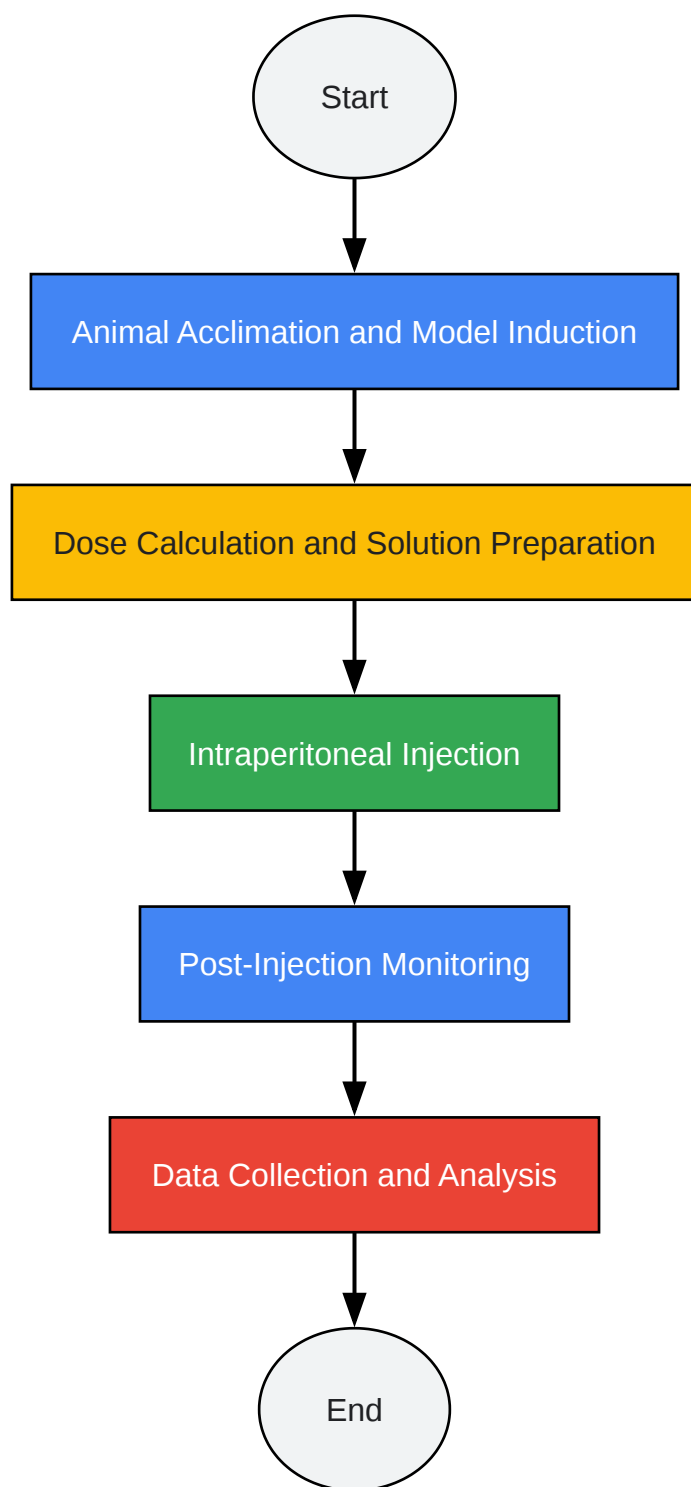 Start
Animal Acclimation and Model Induction
Dose Calculation and Solution Preparation
Intraperitoneal Injection
Post-Injection Monitoring
Data Collection and Analysis
End